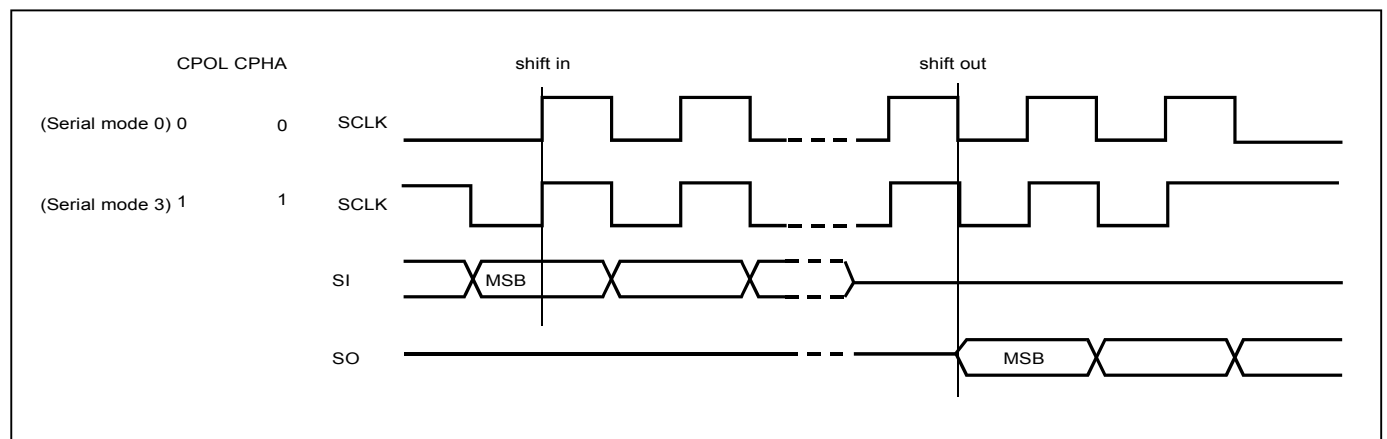 CPOL CPHA shift in shift out
(Serial mode 0) 0 0 SCLK
(Serial mode 3) 1 1 SCLK
SI MSB
SO MSB